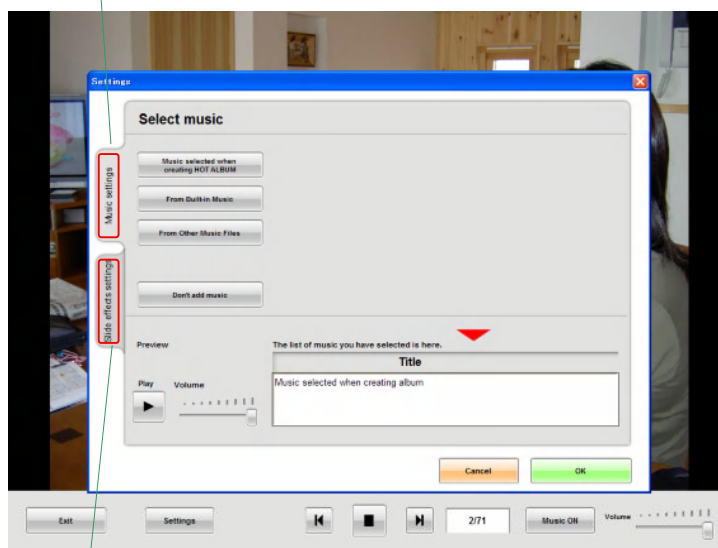 Settings
Select music
Music settings
Slide effects settings
Music selected when
creating HOT ALBUM
From Built-in Music
From Other Music Files
Don't add music
Preview
The list of music you have selected is here.
Title
Play
Volume
Music selected when creating album
Cancel
OK
Exit
Settings
2/71
Music ON
Volume